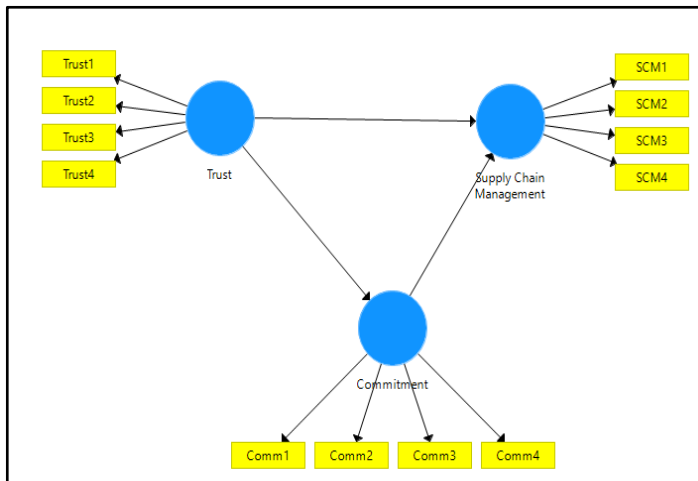 Trust1
Trust2
Trust3
Trust4
Trust
SCM1
SCM2
SCM3
SCM4
Supply Chain
Management
Commitment
Comm1
Comm2
Comm3
Comm4